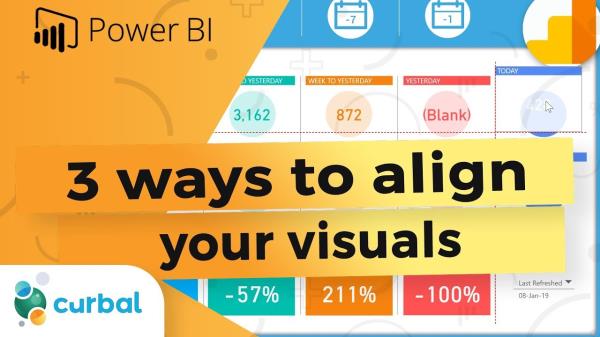 Power BI
-7
-1
YESTERDAY
WEEK TO YESTERDAY
YESTERDAY
TODAY
3,162
872
(Blank)
3 ways to align
your visuals
-57%
211%
-100%
Last Refreshed
08-Jan-19
curbal